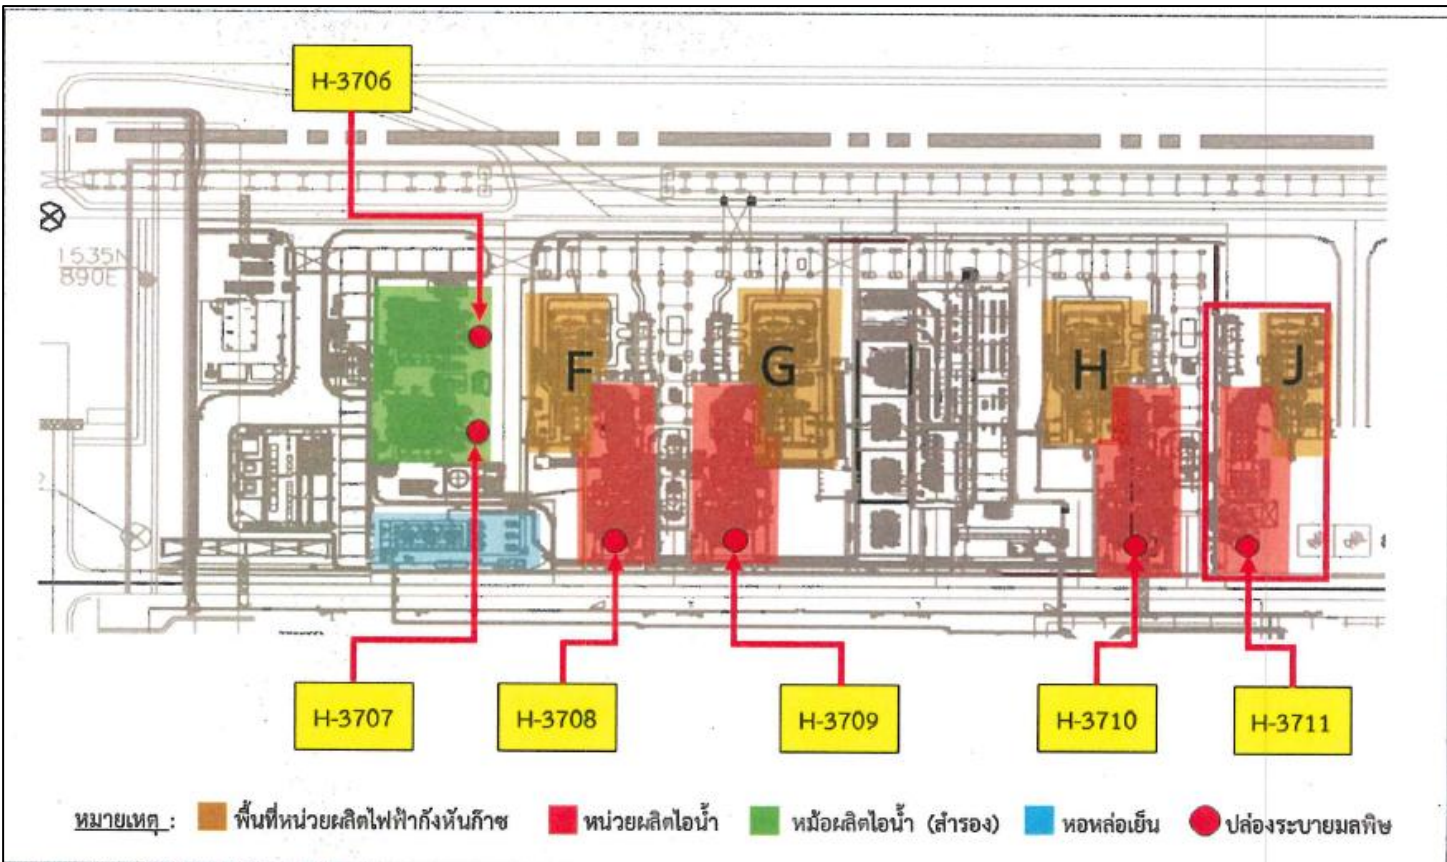 H-3706
1535N
890E
F
G
H
J
H-3707
H-3708
H-3709
H-3710
H-3711
หมายเหตุ :
พื้นที่หน่วยผลิตไฟฟ้ากังหันก๊าซ
หน่วยผลิตไอน้ำ
หม้อผลิตไอน้ำ (สำรอง)
หอหล่อเย็น
ปล่องระบายมลพิษ